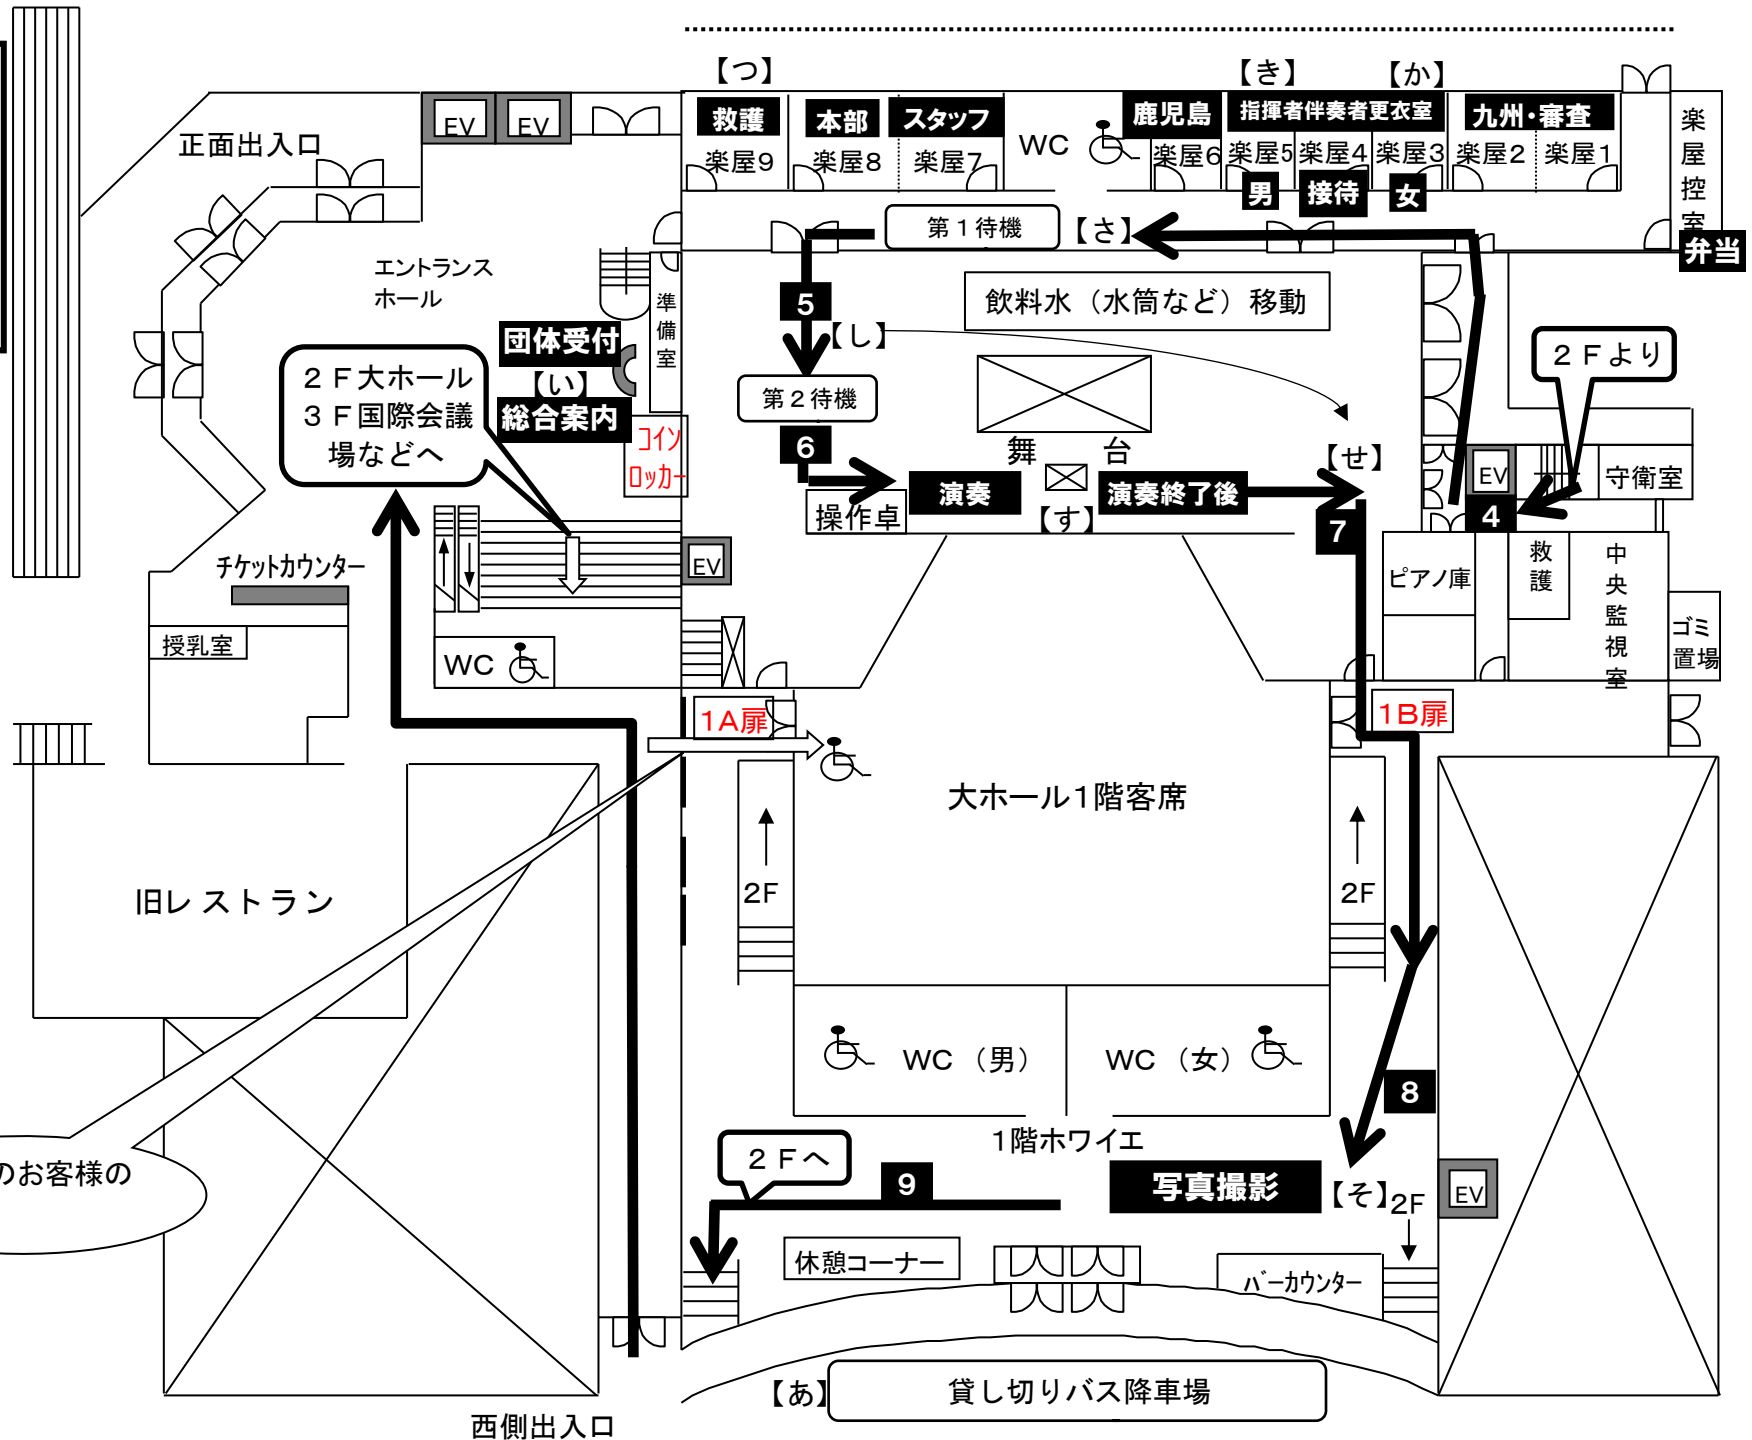 【つ】
【き】
【か】
救護
本部
スタッフ
鹿児島
指揮者伴奏者更衣室
九州・審査
楽屋9
楽屋8
楽屋7
WC
楽屋6
楽屋5
楽屋4
楽屋3
楽屋2
楽屋1
楽屋控室
男
接待
女
弁当
EV
EV
正面出入口
第1待機
【さ】
エントランス
ホール
準備室
5
飲料水（水筒など）移動
【し】
団体受付
【い】
総合案内
2Fより
2F大ホール
3F国際会議
場などへ
第2待機
コイン
ロッカー
6
舞台
【せ】
EV
守衛室
演奏
演奏終了後
操作卓
【す】
7
4
チケットカウンター
EV
ピアノ庫
救護
中央監視室
授乳室
WC
ゴミ
置場
1A扉
1B扉
大ホール1階客席
2F
2F
旧レストラン
WC（男）
WC（女）
8
1階ホワイエ
2Fへ
9
写真撮影
【そ】
2F
EV
のお客様の
休憩コーナー
バーカウンター
【あ】
貸し切りバス降車場
西側出入口